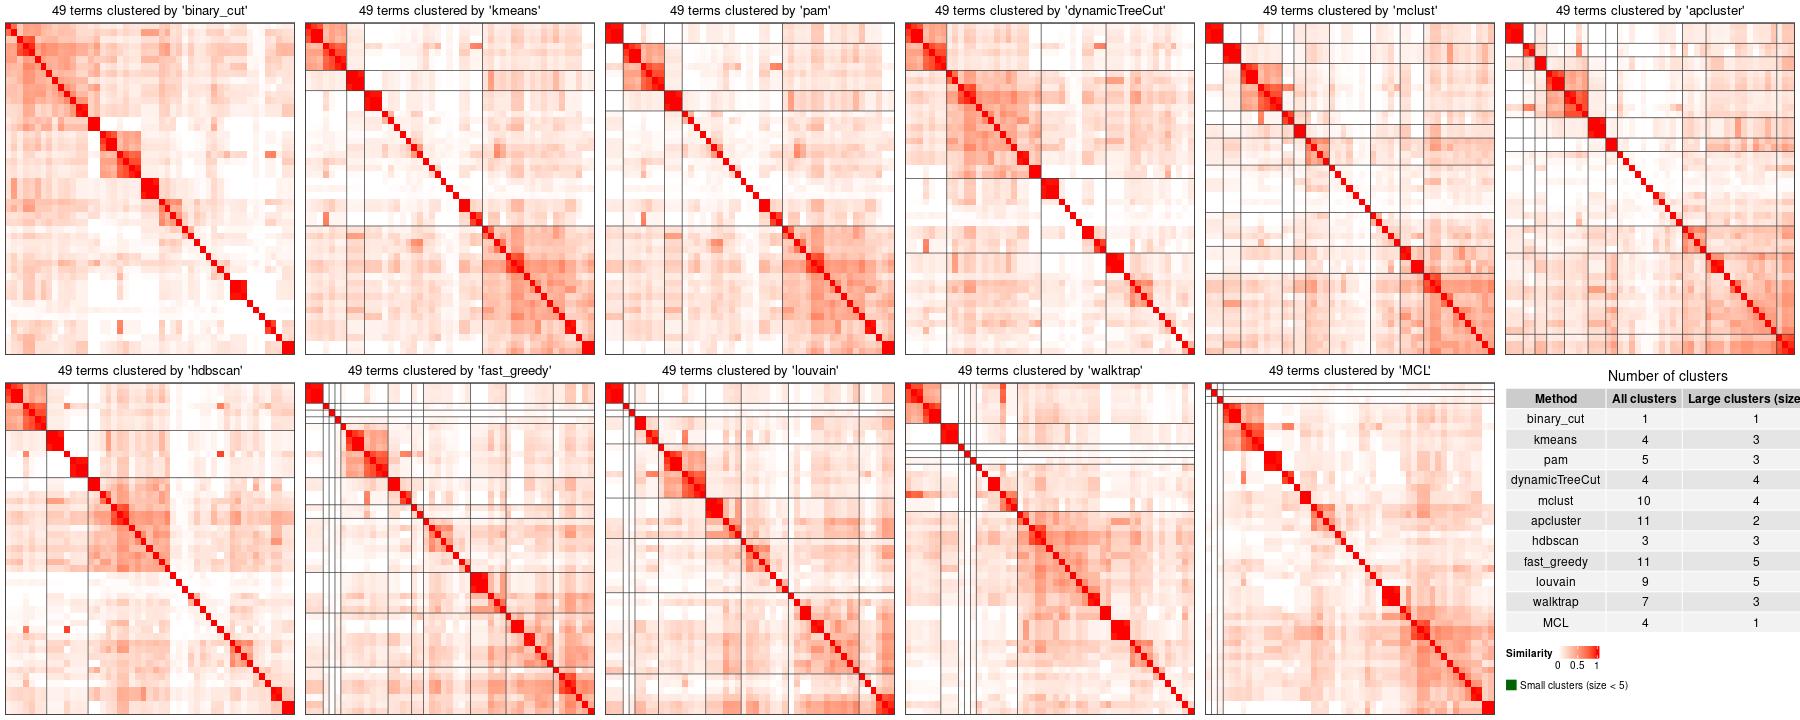 49 terms clustered by 'binary_cut'
49 terms clustered by 'kmeans'
49 terms clustered by 'pam'
49 terms clustered by 'dynamicTreeCut'
49 terms clustered by 'mclust'
49 terms clustered by 'apcluster'
49 terms clustered by 'hdbscan'
49 terms clustered by 'fast_greedy'
49 terms clustered by 'louvain'
49 terms clustered by 'walktrap'
49 terms clustered by 'MCL'
Number of clusters
Method All clusters Large clusters (size
binary_cut 1 1
kmeans 4 3
pam 5 3
dynamicTreeCut 4 4
mclust 10 4
apcluster 11 2
hdbscan 3 3
fast_greedy 11 5
louvain 9 5
walktrap 7 3
MCL 4 1
Similarity
0 0.5 1
Small clusters (size < 5)